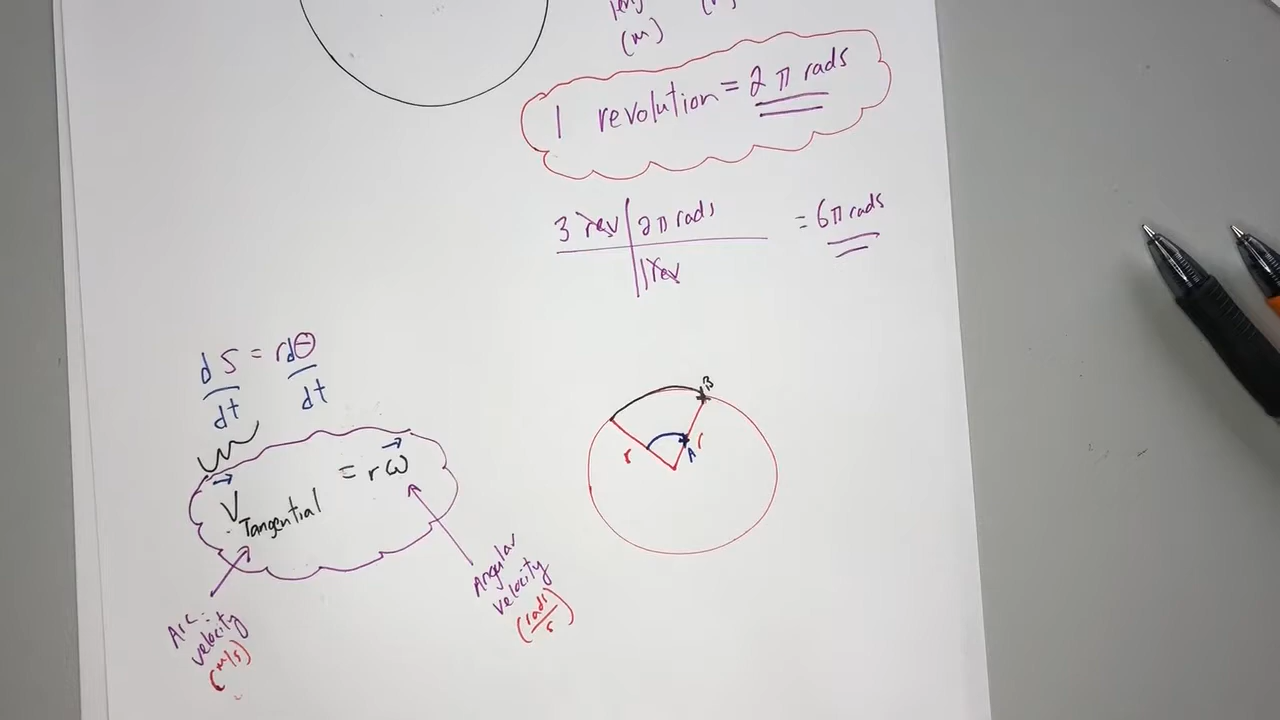 (m)
1 revolution = 2 π rads
3 rev | 2π rads = 6π rads
1 rev
dS = rdθ
dt dt
V Tangential = rω
Arc-
velocity
(m/s)
Angular
velocity
(rads/s)
B
A
r
r